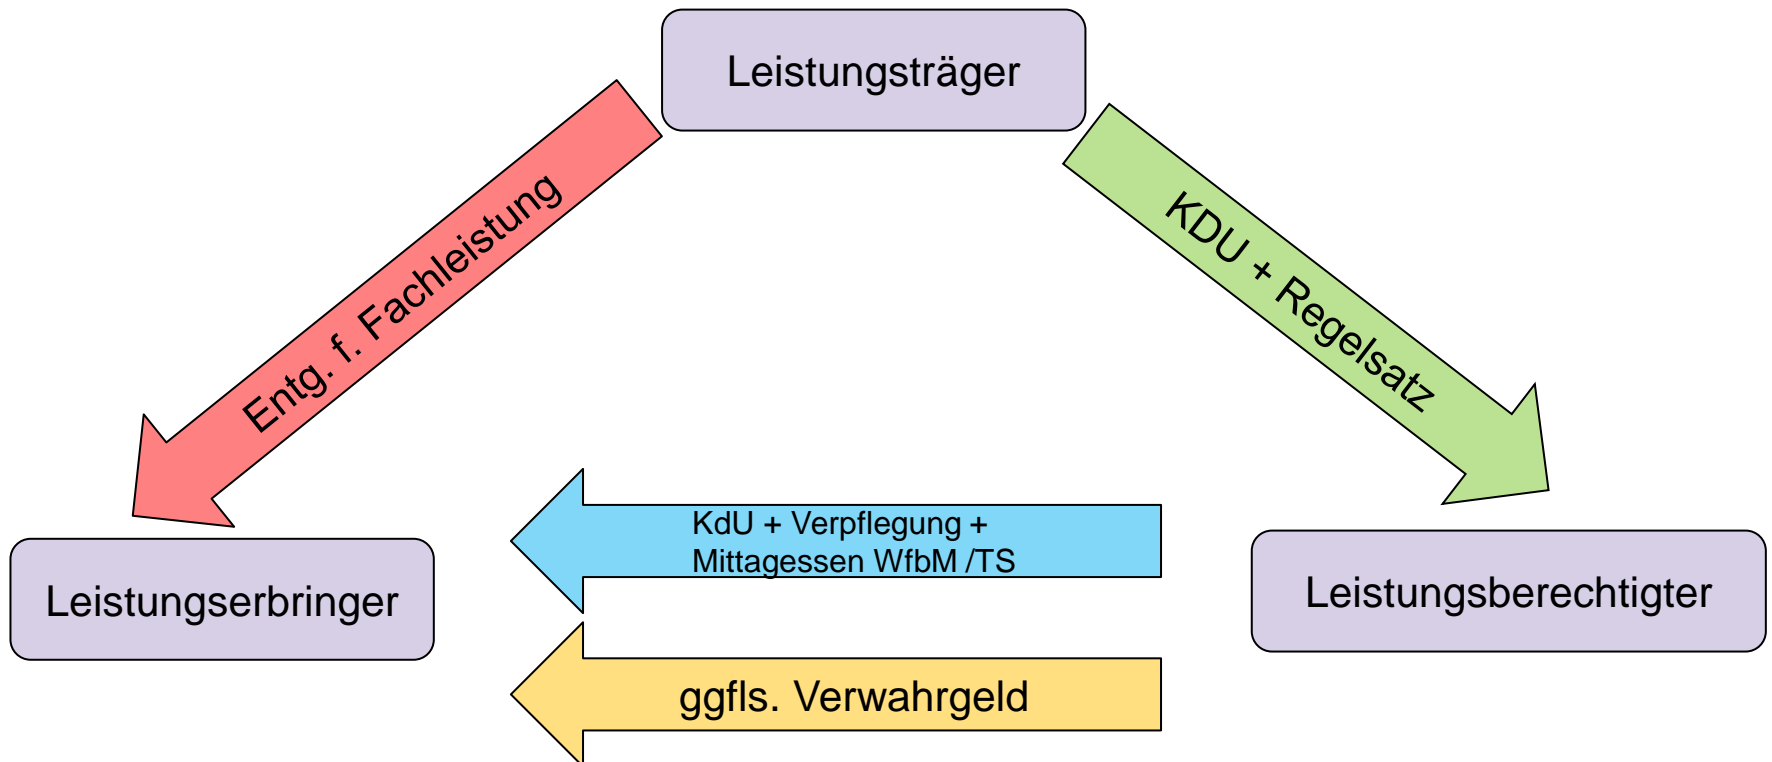 Leistungsträger
Entg. f. Fachleistung
KDU + Regelsatz
KdU + Verpflegung +
Mittagessen WfbM /TS
Leistungserbringer
Leistungsberechtigter
ggfls. Verwahrgeld